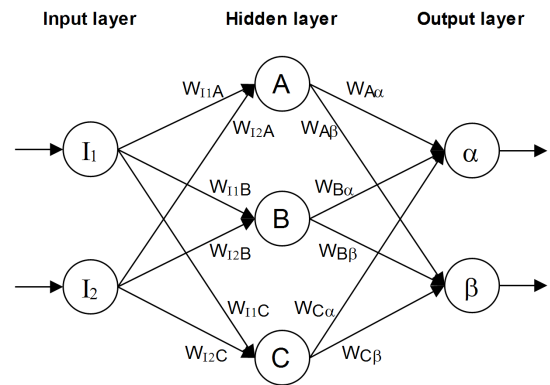 Input layer Hidden layer Output layer
A
WI1A WAα
WI2A WAβ
I1 α
WI1B WBα
B
WI2B WBβ
I2 β
WI1C WCα
WI2C WCβ
C